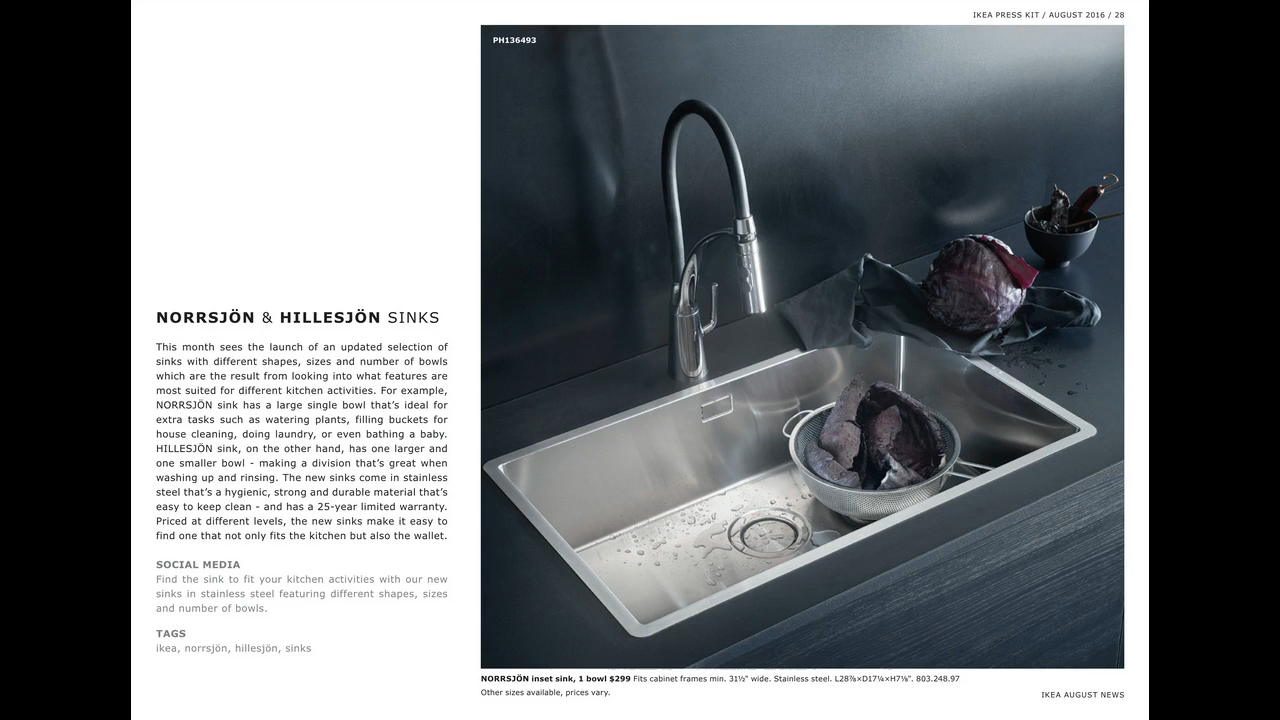 IKEA PRESS KIT / AUGUST 2016 / 28
PH136493
NORRSJÖN & HILLESJÖN SINKS
This month sees the launch of an updated selection of
sinks with different shapes, sizes and number of bowls
which are the result from looking into what features are
most suited for different kitchen activities. For example,
NORRSJÖN sink has a large single bowl that’s ideal for
extra tasks such as watering plants, filling buckets for
house cleaning, doing laundry, or even bathing a baby.
HILLESJÖN sink, on the other hand, has one larger and
one smaller bowl - making a division that’s great when
washing up and rinsing. The new sinks come in stainless
steel that’s a hygienic, strong and durable material that’s
easy to keep clean - and has a 25-year limited warranty.
Priced at different levels, the new sinks make it easy to
find one that not only fits the kitchen but also the wallet.
SOCIAL MEDIA
Find the sink to fit your kitchen activities with our new
sinks in stainless steel featuring different shapes, sizes
and number of bowls.
TAGS
ikea, norrsjön, hillesjön, sinks
NORRSJÖN inset sink, 1 bowl $299 Fits cabinet frames min. 31½" wide. Stainless steel. L28⅞×D17¼×H7⅛". 803.248.97
Other sizes available, prices vary.
IKEA AUGUST NEWS